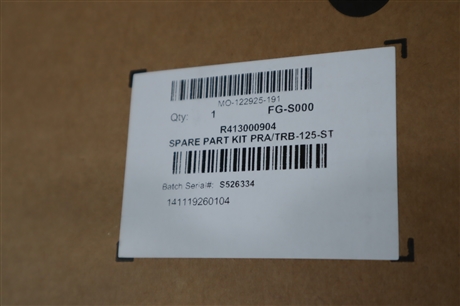 MO-122925-191
Qty: 1 FG-S000
R413000904
SPARE PART KIT PRA/TRB-125-ST
Batch Serial#: S526334
141119260104